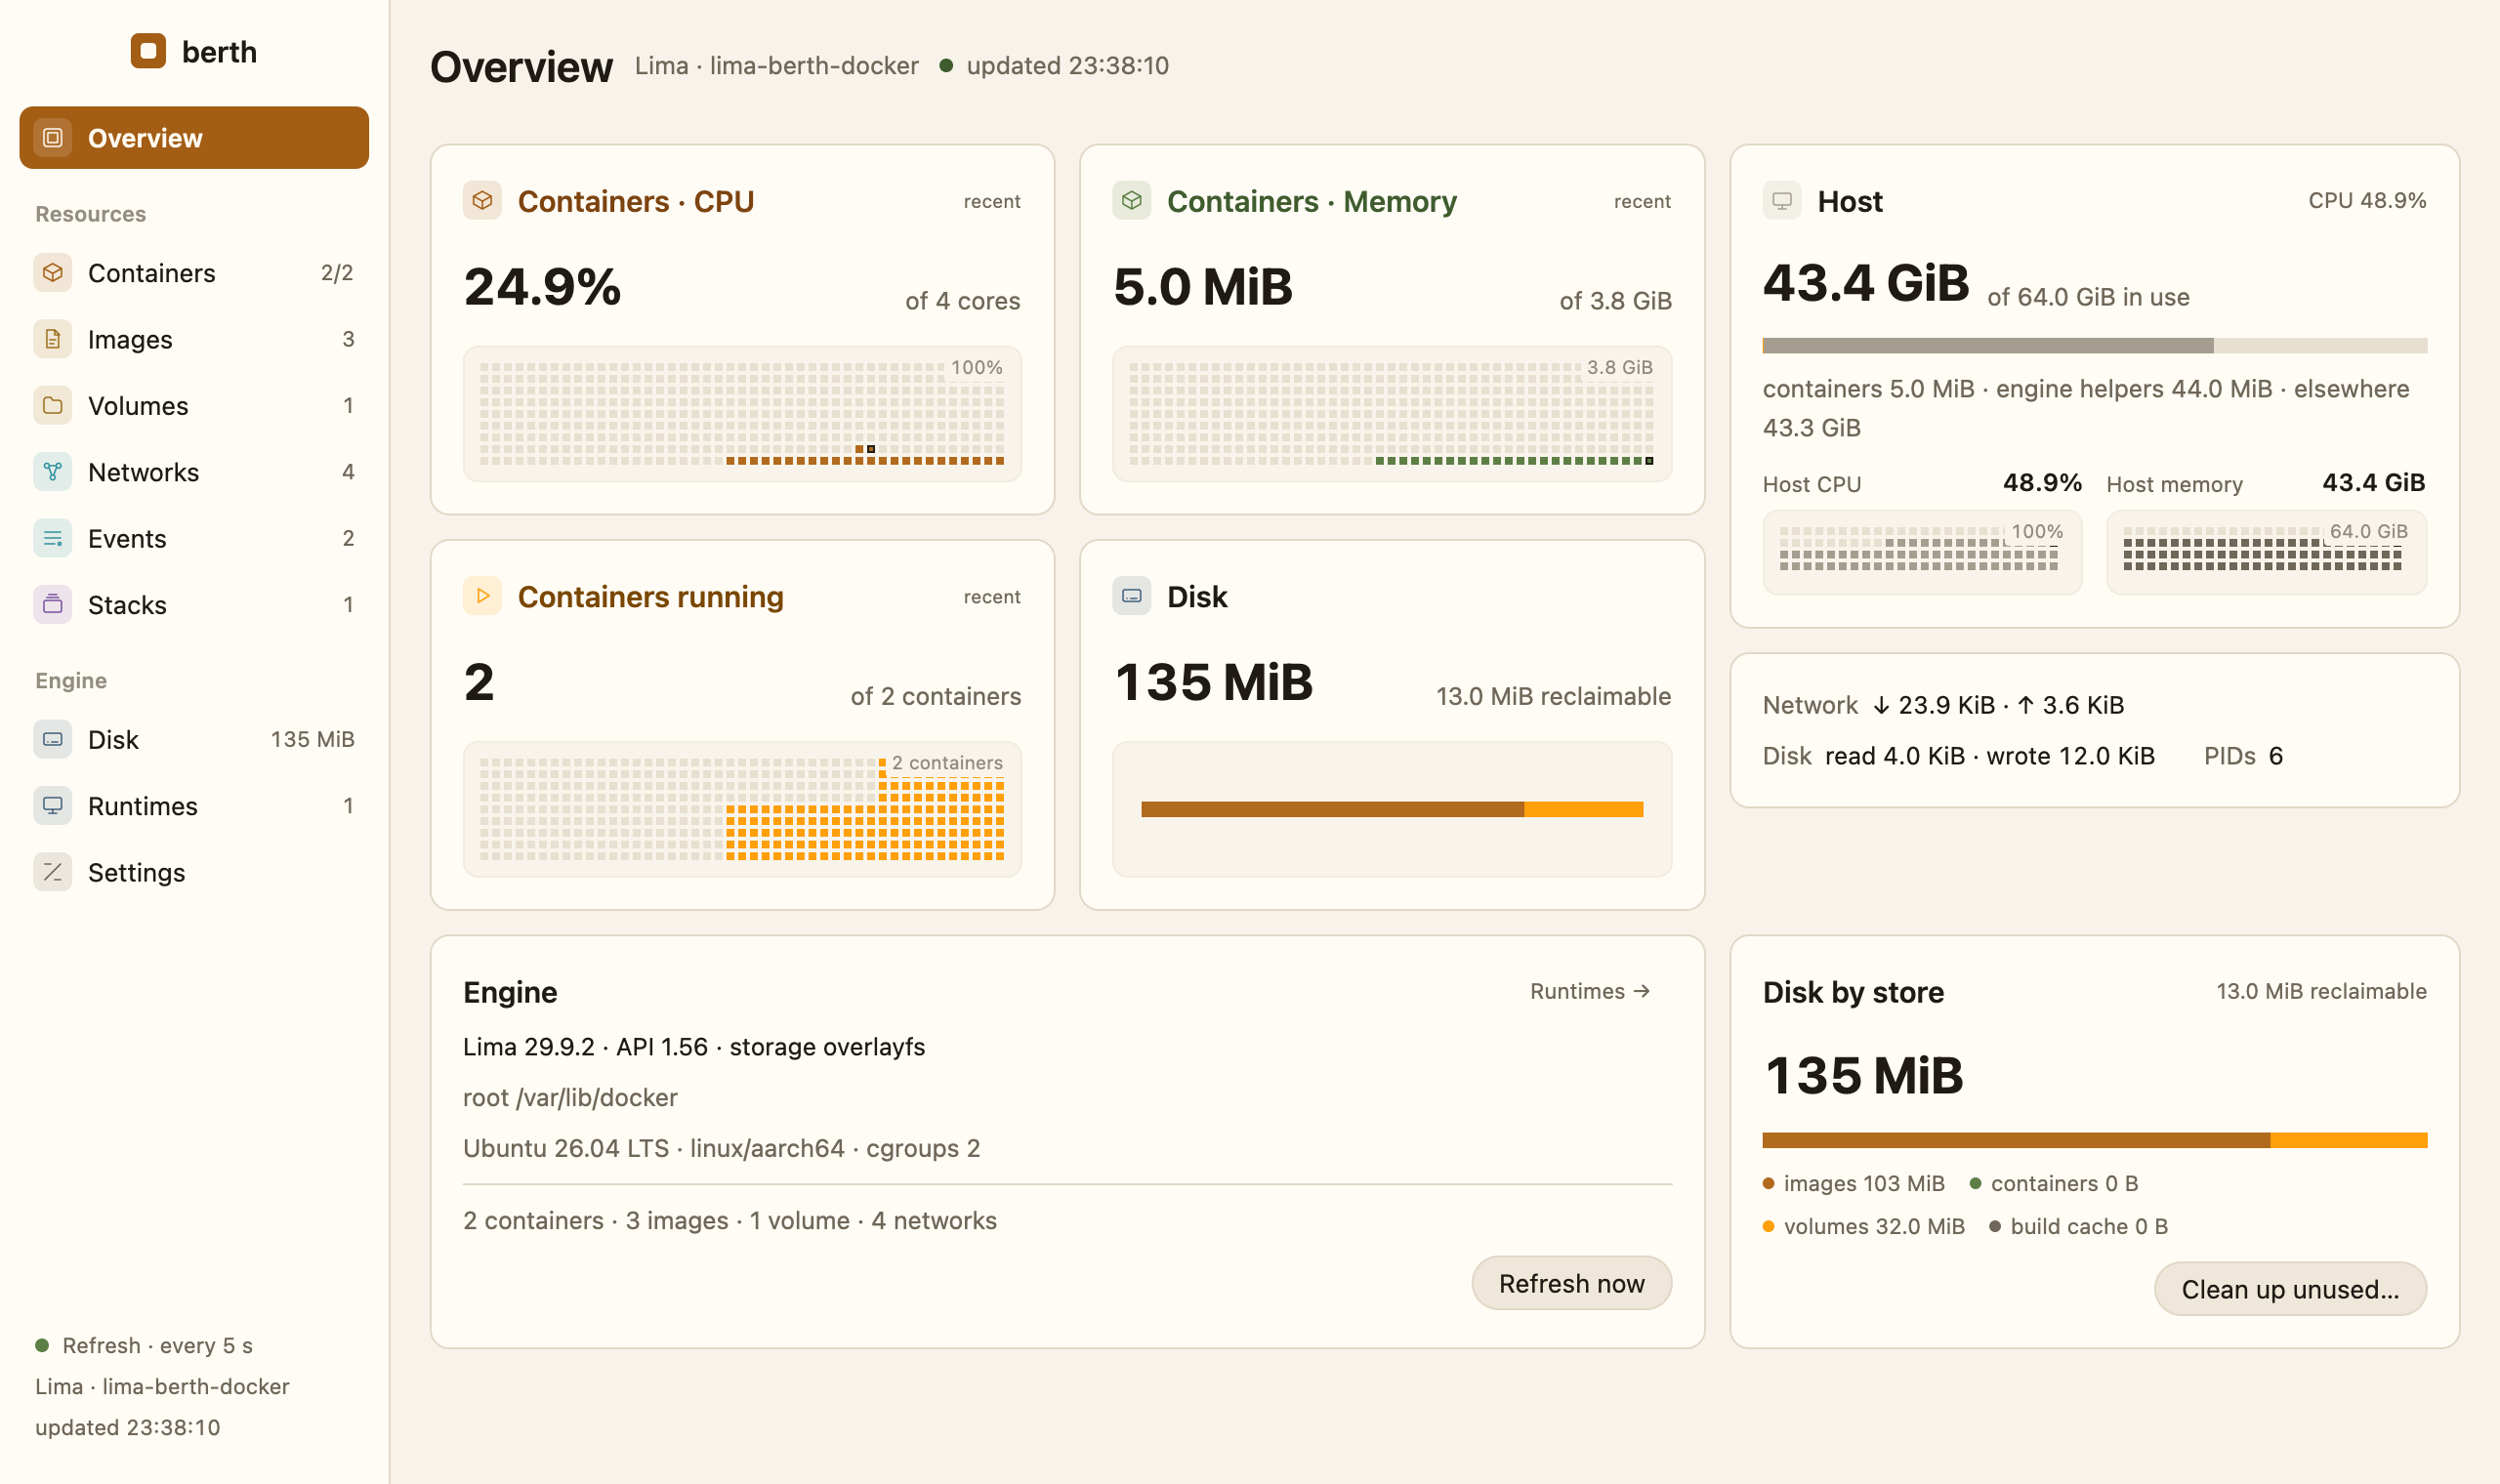 berth
Overview
Resources
Containers 2/2
Images 3
Volumes 1
Networks 4
Events 2
Stacks 1
Engine
Disk 135 MiB
Runtimes 1
Settings
Refresh · every 5 s
Lima · lima-berth-docker
updated 23:38:10
Overview Lima · lima-berth-docker updated 23:38:10
Containers · CPU recent
24.9% of 4 cores
100%
Containers · Memory recent
5.0 MiB of 3.8 GiB
3.8 GiB
Host CPU 48.9%
43.4 GiB of 64.0 GiB in use
containers 5.0 MiB · engine helpers 44.0 MiB · elsewhere
43.3 GiB
Host CPU 48.9% Host memory 43.4 GiB
100% 64.0 GiB
Containers running recent
2 of 2 containers
2 containers
Disk
135 MiB 13.0 MiB reclaimable
Network ↓ 23.9 KiB · ↑ 3.6 KiB
Disk read 4.0 KiB · wrote 12.0 KiB PIDs 6
Engine Runtimes →
Lima 29.9.2 · API 1.56 · storage overlayfs
root /var/lib/docker
Ubuntu 26.04 LTS · linux/aarch64 · cgroups 2
2 containers · 3 images · 1 volume · 4 networks
Refresh now
Disk by store 13.0 MiB reclaimable
135 MiB
images 103 MiB containers 0 B
volumes 32.0 MiB build cache 0 B
Clean up unused...